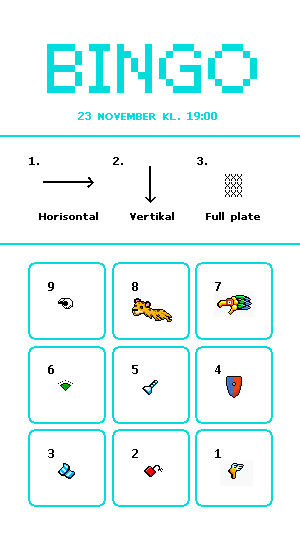 BINGO
23 NOVEMBER KL. 19:00
1. 2. 3.
Horisontal Vertikal Full plate
9 8 7
6 5 4
3 2 1